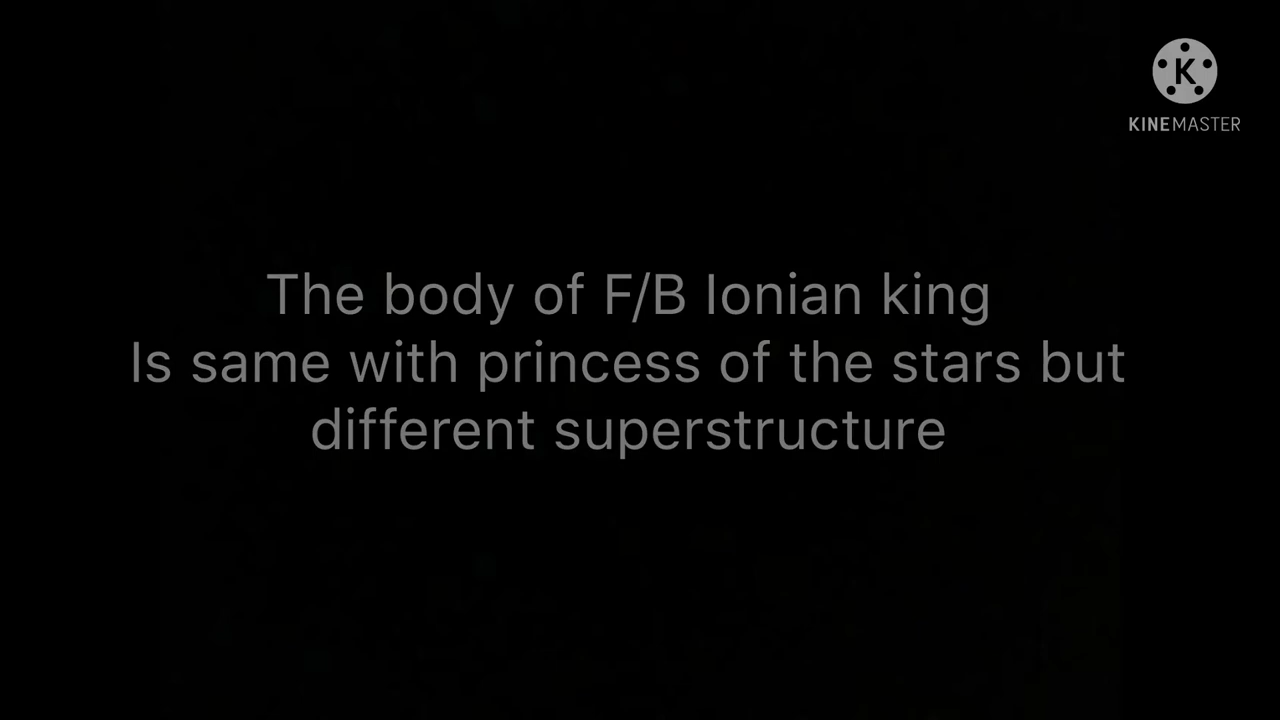 K
KINEMASTER
The body of F/B Ionian king
Is same with princess of the stars but
different superstructure